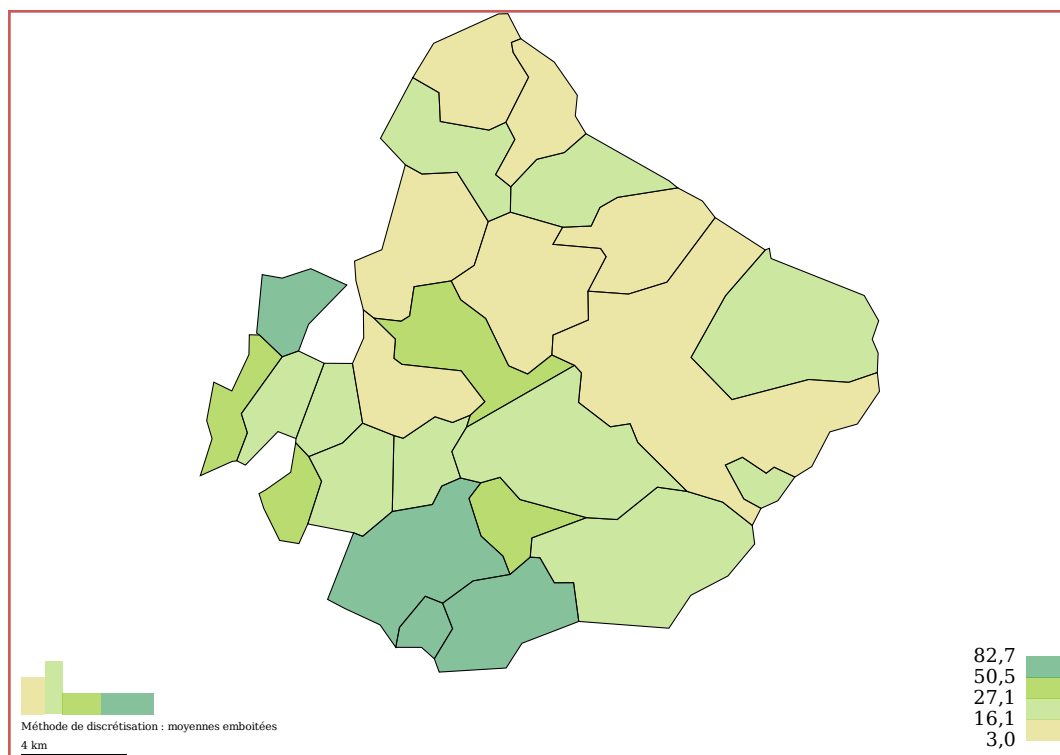 82,7
50,5
27,1
16,1
3,0
Méthode de discrétisation : moyennes emboitées
4 km